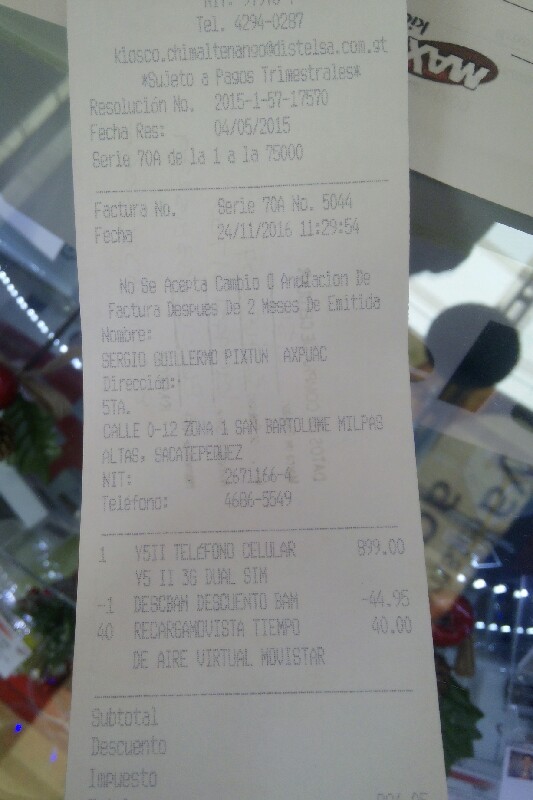 Tel. 4294-0287
kiosco.chimaltenango@distelsa.com.gt
*Sujeto a Pagos Trimestrales*
Resolución No. 2015-1-57-17570
Fecha Res: 04/05/2015
Serie 70A de la 1 a la 75000
Factura No. Serie 70A No. 5044
Fecha 24/11/2016 11:29:54
No Se Acepta Cambio O Anulacion De
Factura Despues De 2 Meses De Emitida
Nombre:
SERGIO GUILLERMO PIXTUN AXPUAC
Dirección:
5TA.
CALLE 0-12 ZONA 1 SAN BARTOLOME MILPAS
ALTAS, SACATEPEQUEZ
NIT: 2671166-4
Telefono: 4686-5549
1 Y5II TELEFONO CELULAR 899.00
Y5 II 3G DUAL SIM
-1 DESCBAM DESCUENTO BAM -44.95
40 RECARGAMOVISTA TIEMPO 40.00
DE AIRE VIRTUAL MOVISTAR
Subtotal
Descuento
Impuesto
MAX